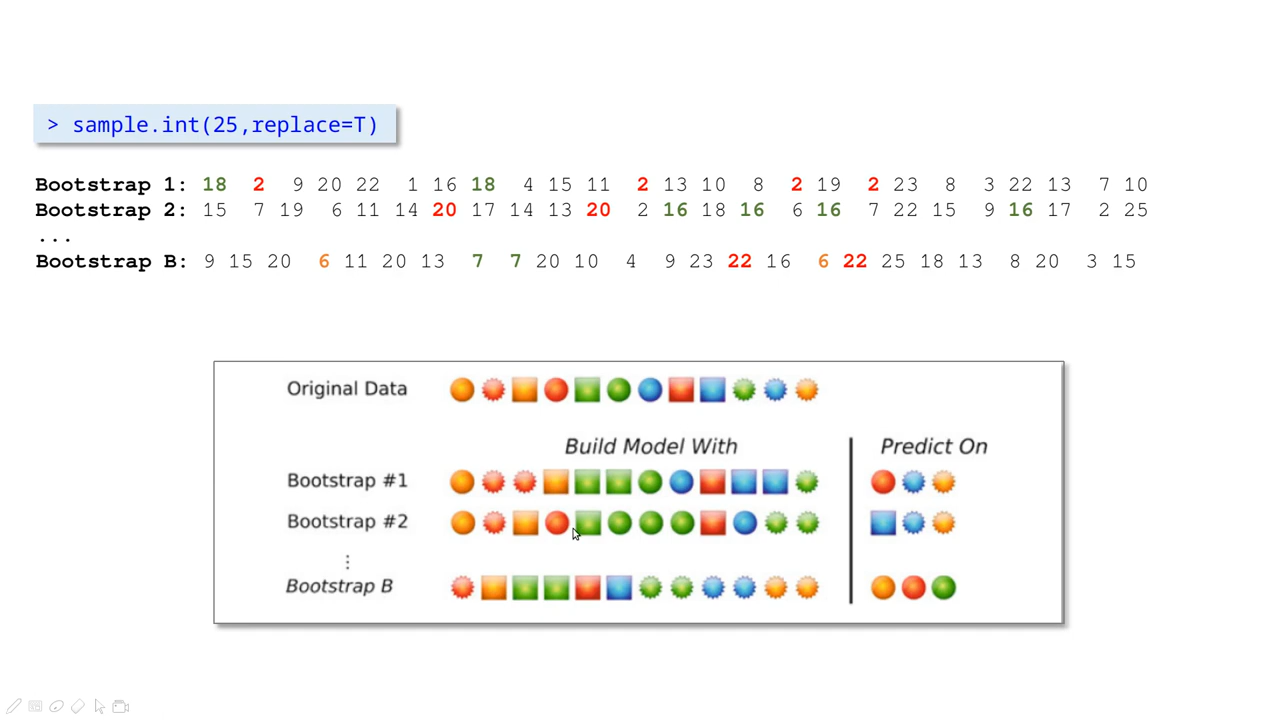 > sample.int(25,replace=T)
Bootstrap 1: 18 2 9 20 22 1 16 18 4 15 11 2 13 10 8 2 19 2 23 8 3 22 13 7 10
Bootstrap 2: 15 7 19 6 11 14 20 17 14 13 20 2 16 18 16 6 16 7 22 15 9 16 17 2 25
...
Bootstrap B: 9 15 20 6 11 20 13 7 7 20 10 4 9 23 22 16 6 22 25 18 13 8 20 3 15
Original Data
Build Model With Predict On
Bootstrap #1
Bootstrap #2
⋮
Bootstrap B